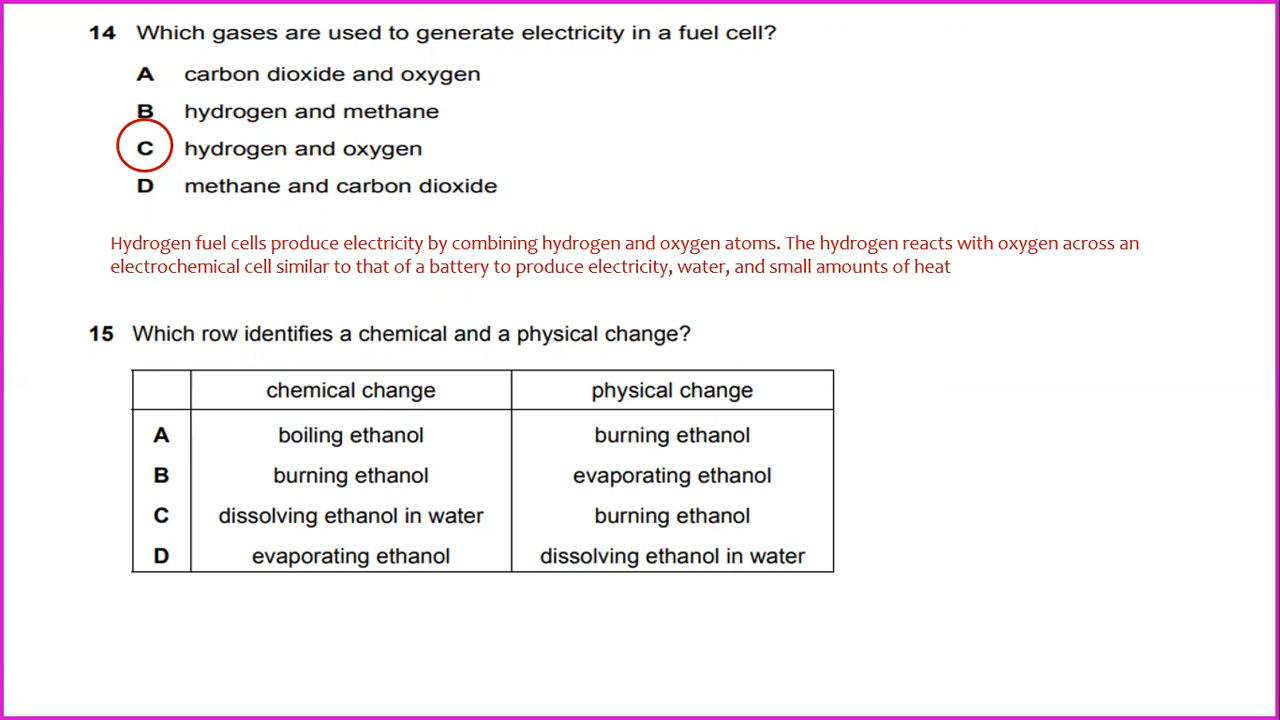 14 Which gases are used to generate electricity in a fuel cell?
A carbon dioxide and oxygen
B hydrogen and methane
C hydrogen and oxygen
D methane and carbon dioxide
Hydrogen fuel cells produce electricity by combining hydrogen and oxygen atoms. The hydrogen reacts with oxygen across an
electrochemical cell similar to that of a battery to produce electricity, water, and small amounts of heat
15 Which row identifies a chemical and a physical change?
chemical change physical change
A boiling ethanol burning ethanol
B burning ethanol evaporating ethanol
C dissolving ethanol in water burning ethanol
D evaporating ethanol dissolving ethanol in water